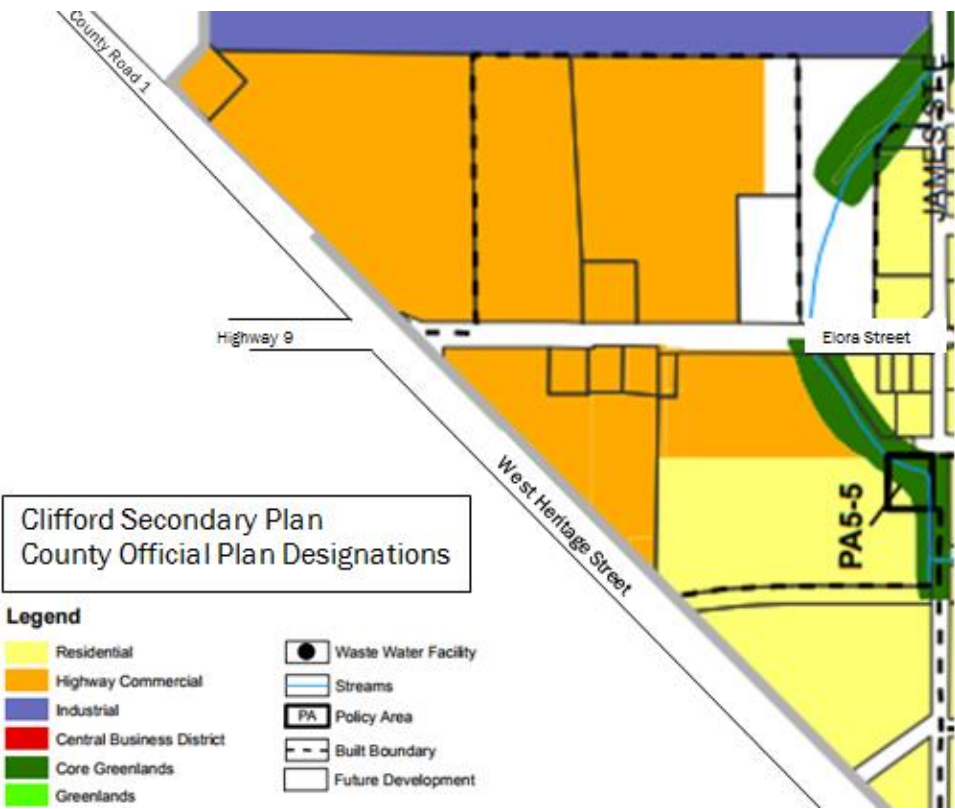 County Road 1
JAMES ST E
Highway 9
Elora Street
West Heritage Street
PA5-5
Clifford Secondary Plan
County Official Plan Designations
Legend
Residential
Highway Commercial
Industrial
Central Business District
Core Greenlands
Greenlands
Waste Water Facility
Streams
PA Policy Area
Built Boundary
Future Development